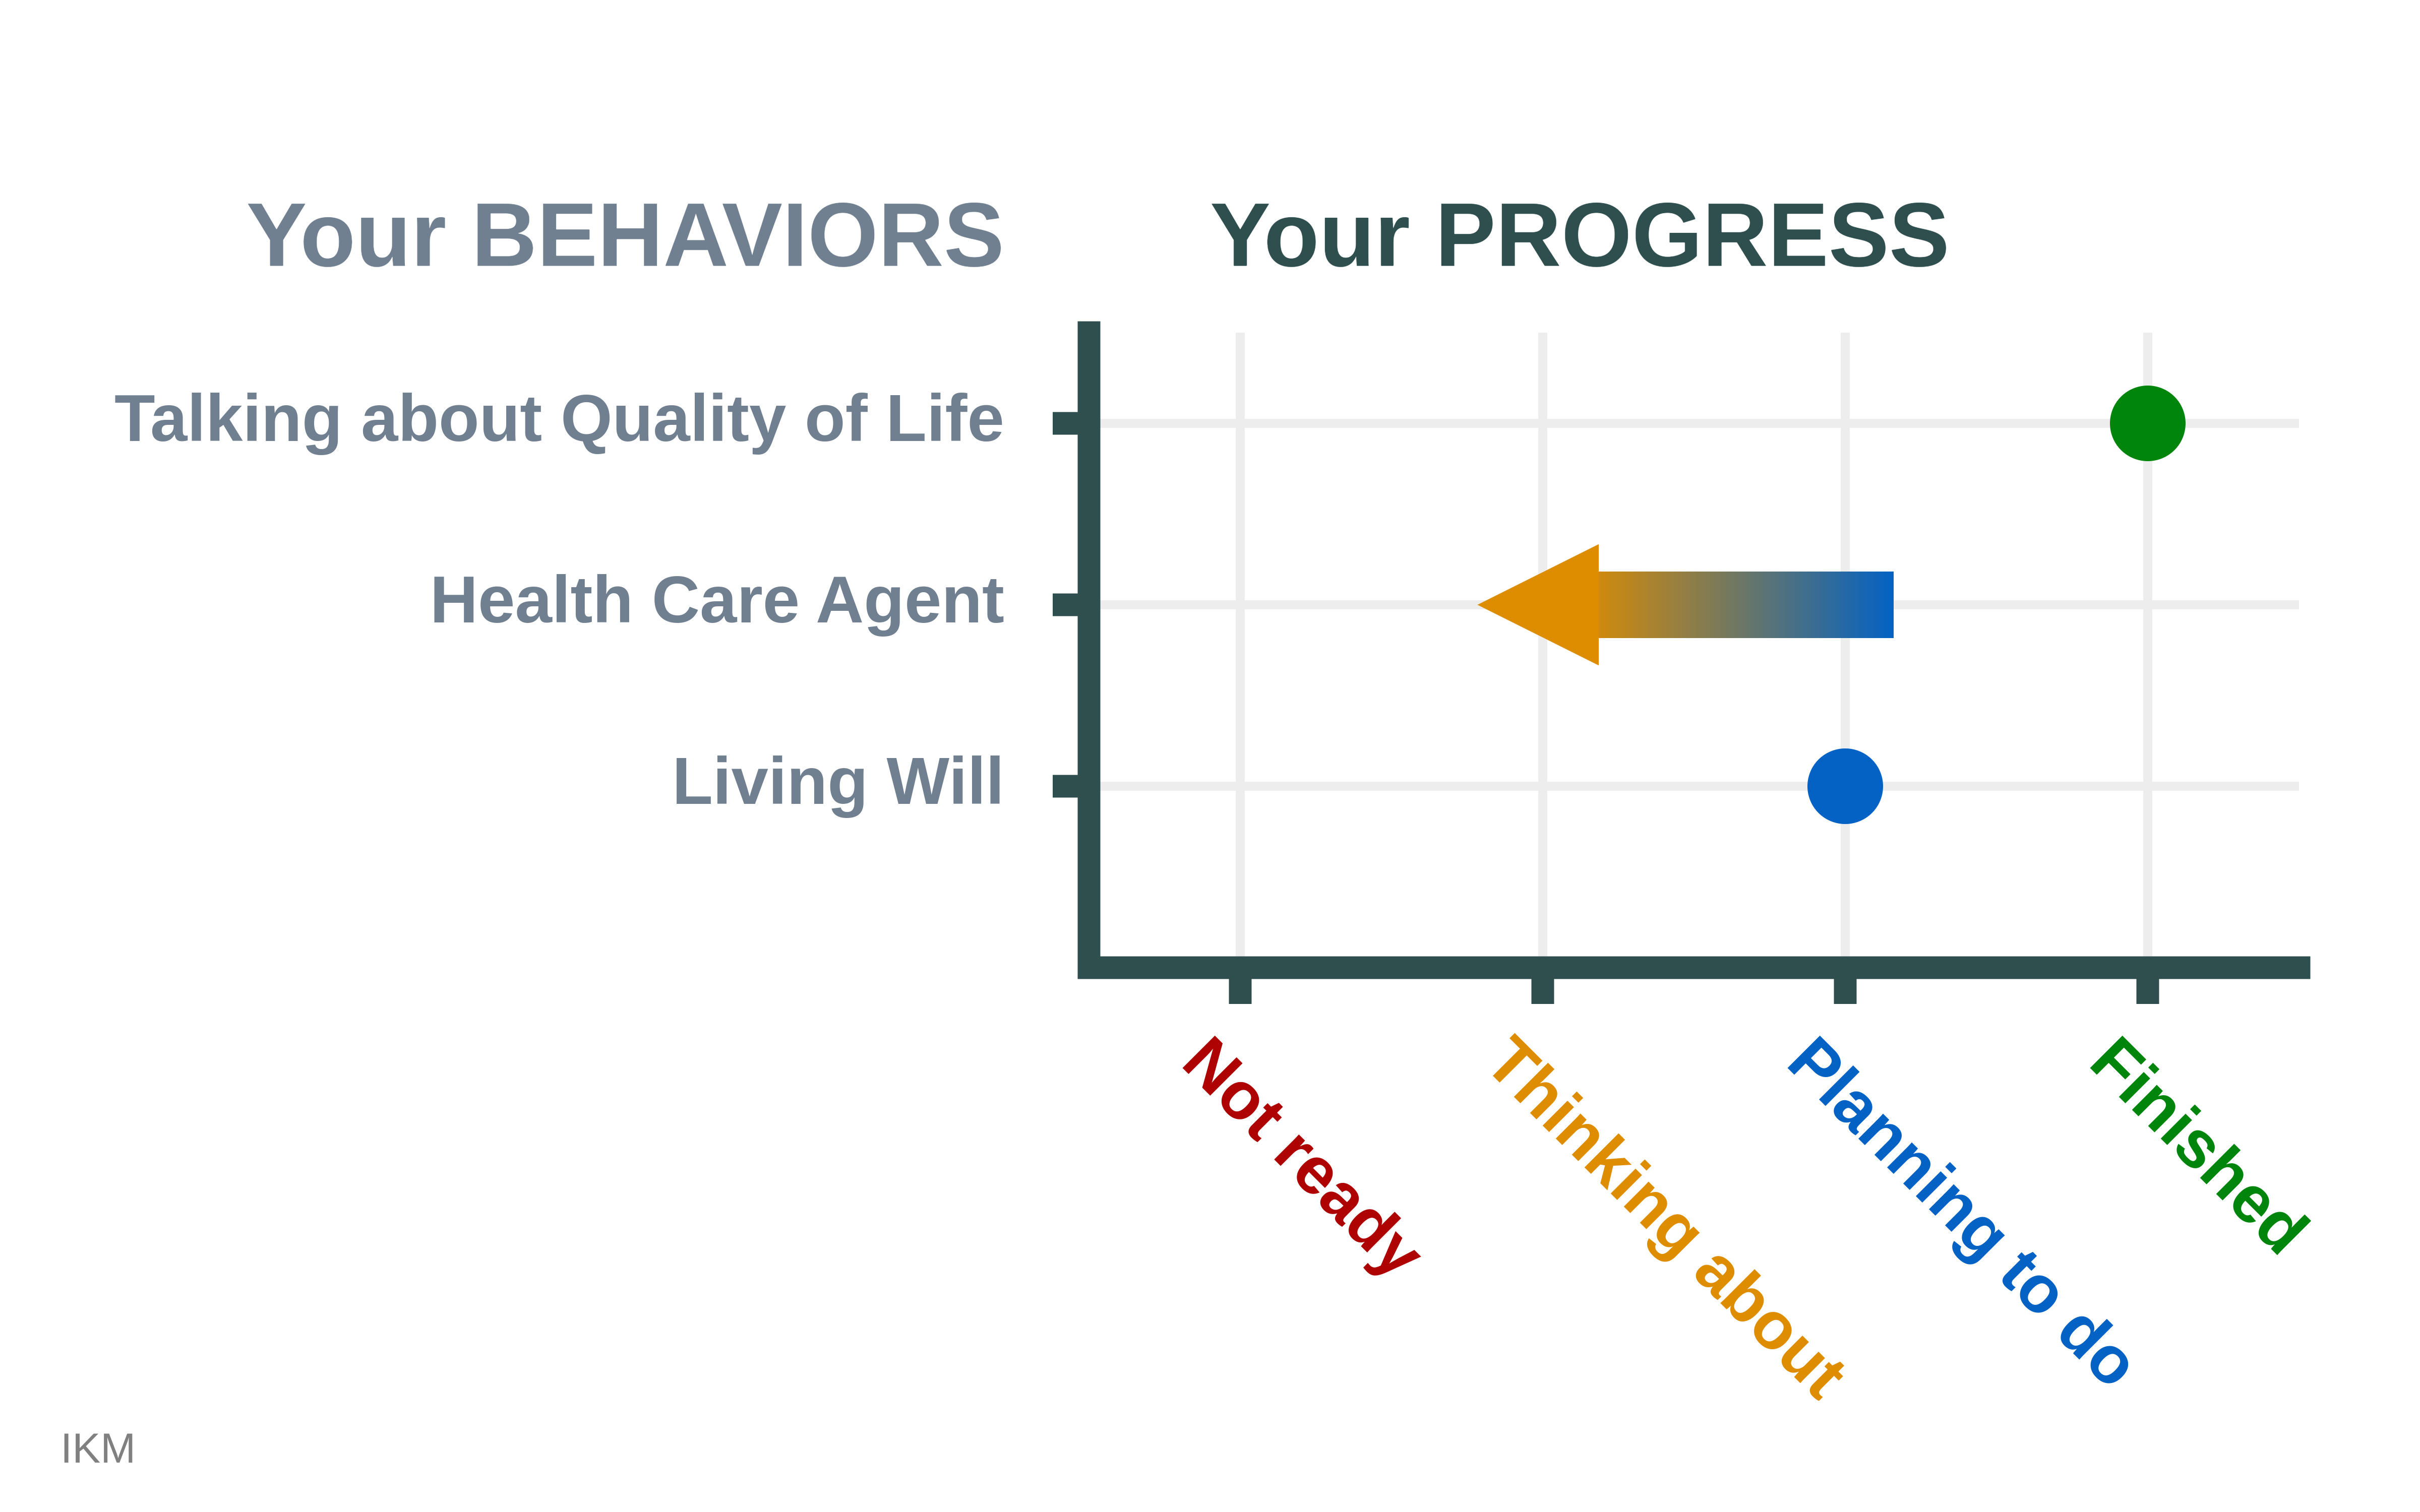 Your BEHAVIORS
Your PROGRESS
Talking about Quality of Life
Health Care Agent
Living Will
Not ready
Thinking about
Planning to do
Finished
IKM